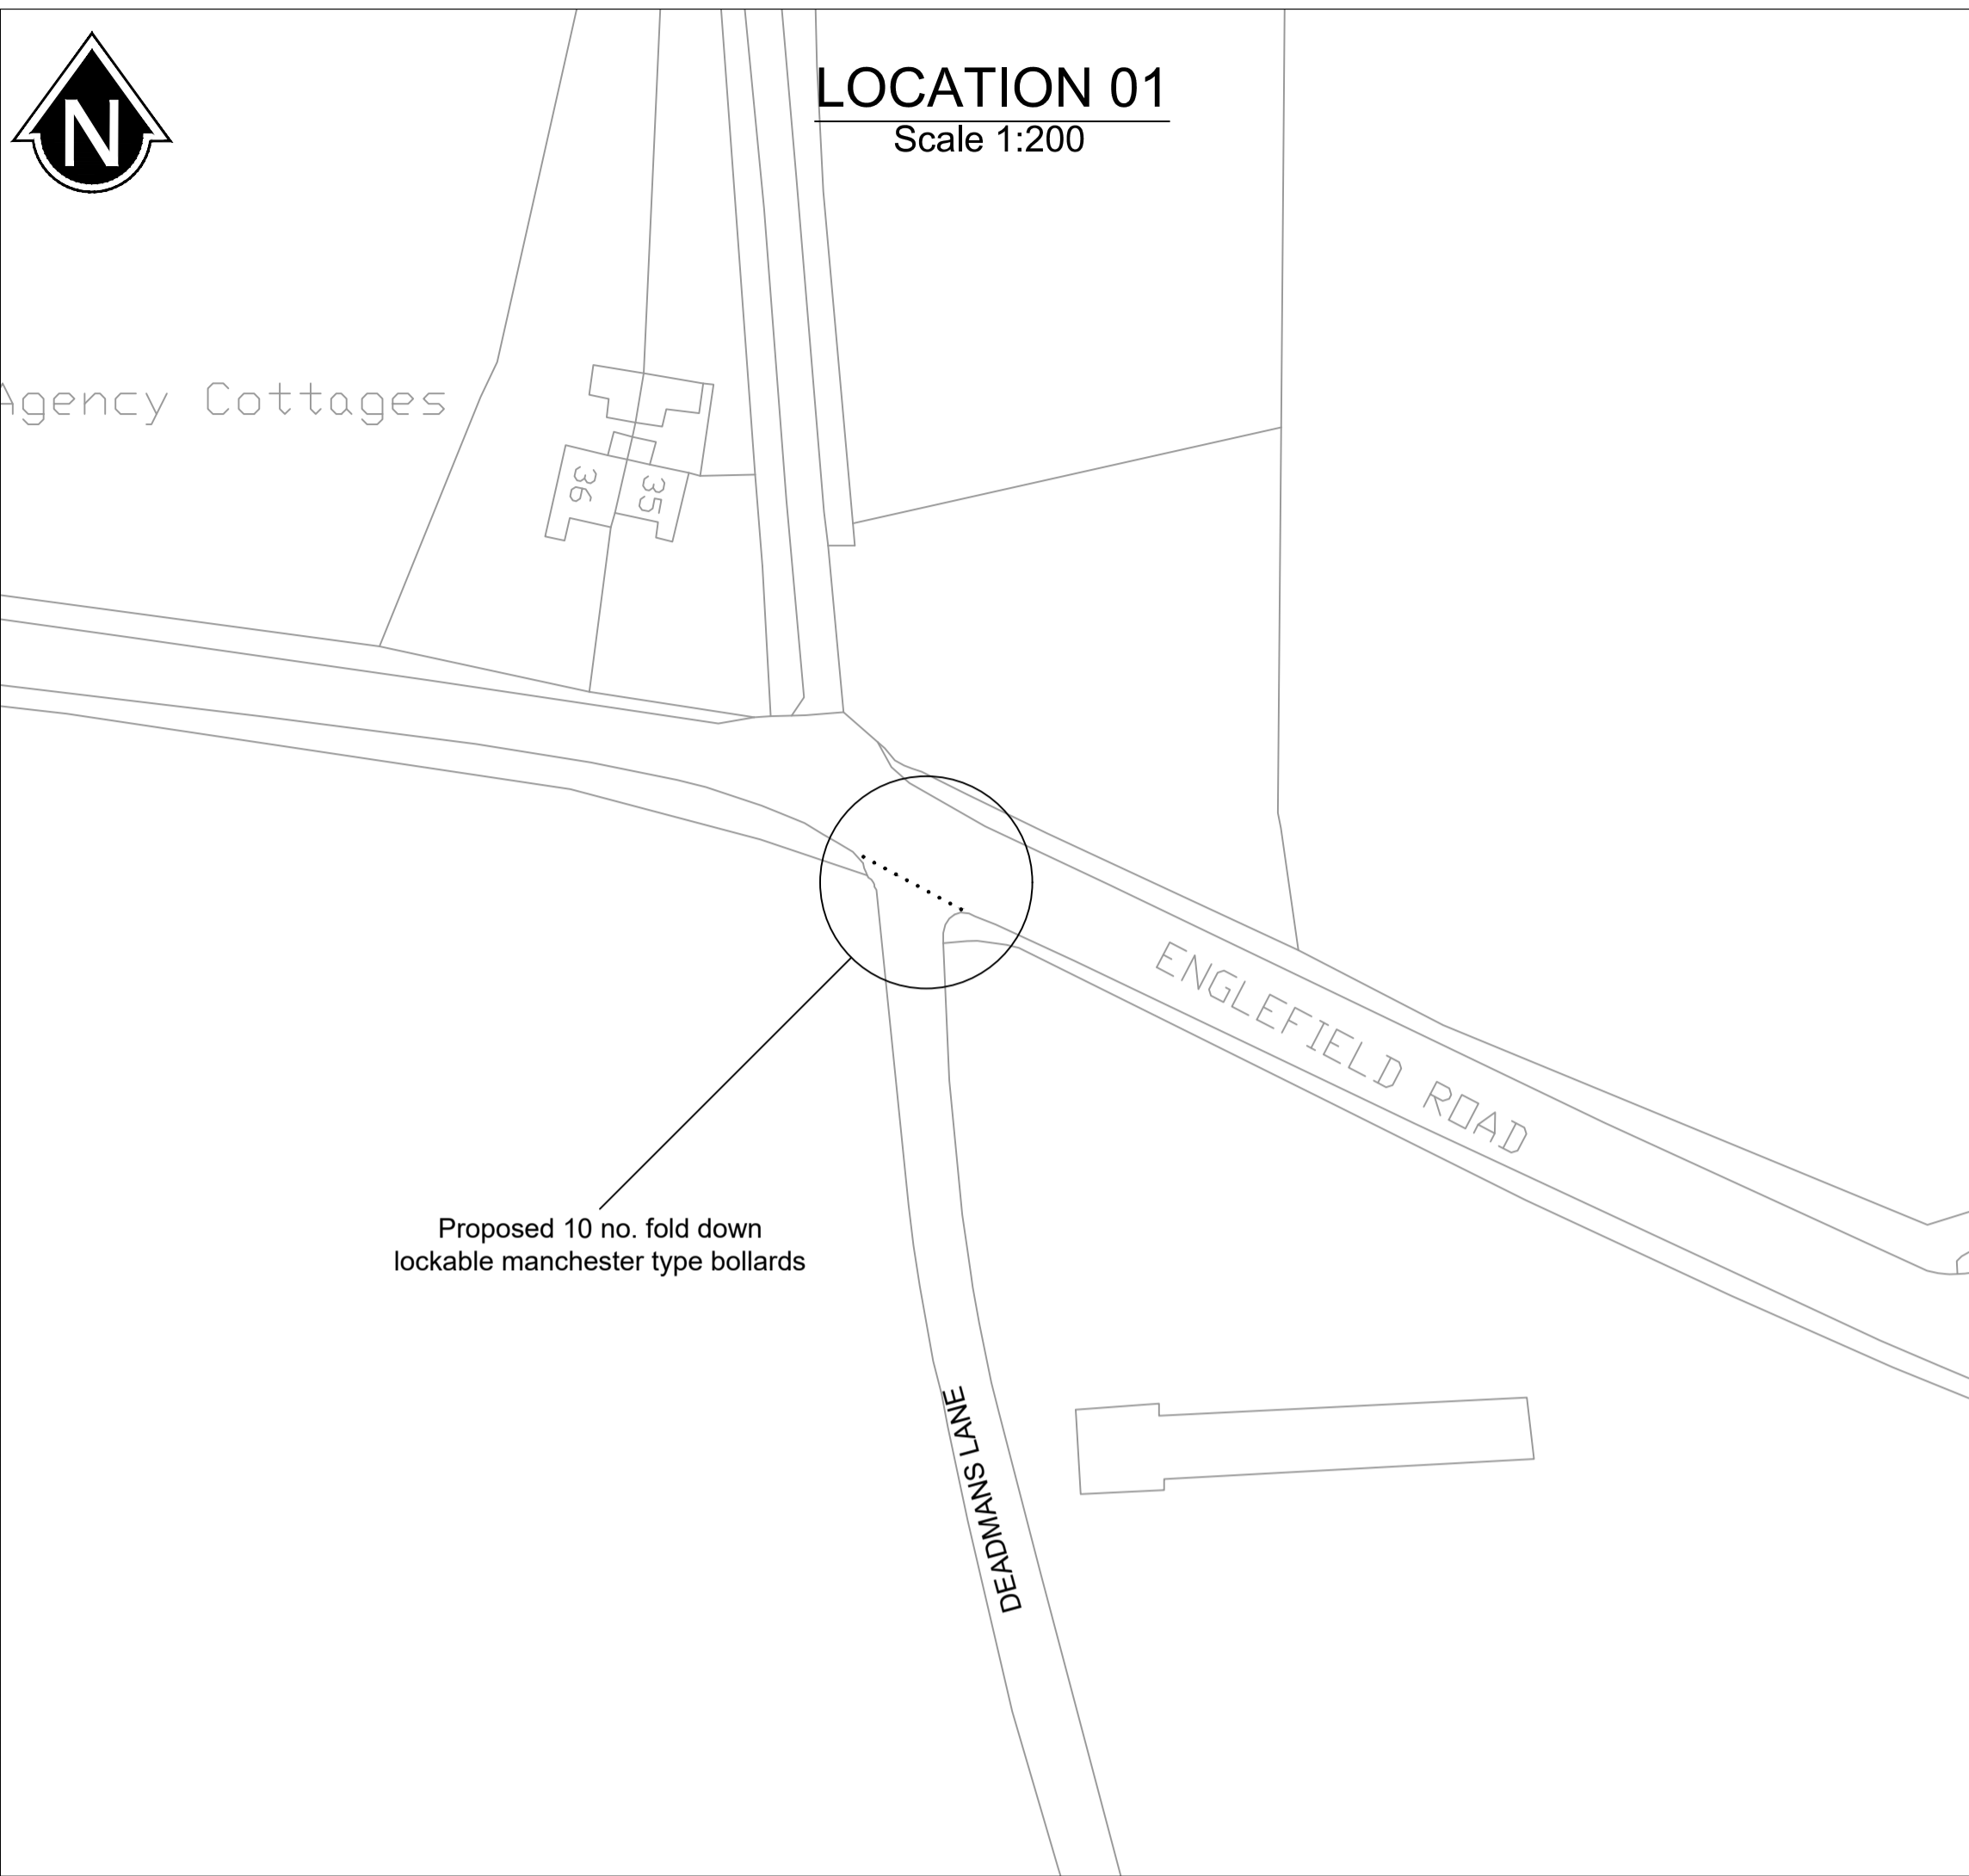 N
LOCATION 01
Scale 1:200
Agency Cottages
36
35
ENGLEFIELD ROAD
Proposed 10 no. fold down
lockable manchester type bollards
DEADMANS LANE